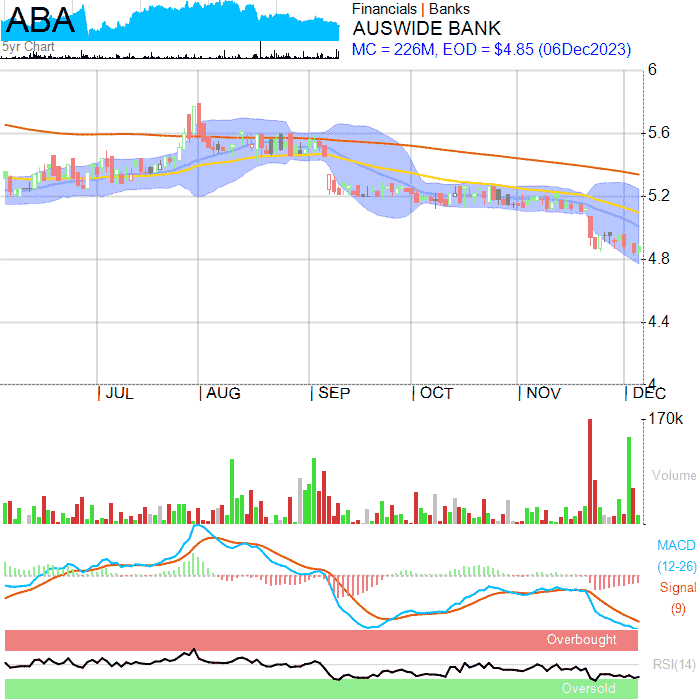 ABA
5yr Chart
Financials | Banks
AUSWIDE BANK
MC = 226M, EOD = $4.85 (06Dec2023)
6
5.6
5.2
4.8
4.4
4
JUL
AUG
SEP
OCT
NOV
DEC
170k
Volume
MACD
(12-26)
Signal
(9)
Overbought
RSI(14)
Oversold